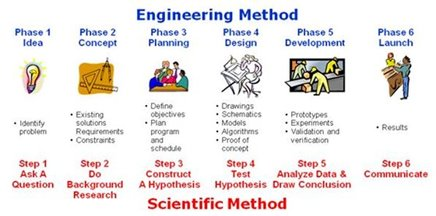 Engineering Method
Phase 1
Idea
Phase 2
Concept
Phase 3
Planning
Phase 4
Design
Phase 5
Development
Phase 6
Launch
• Identify
problem
• Existing
solutions
Requirements
• Constraints
• Define
objectives
• Plan
program
and
schedule
• Drawings
• Schematics
• Models
• Algorithms
• Proof of
concept
• Prototypes
• Experiments
• Validation and
verification
• Results
Step 1
Ask A
Question
Step 2
Do
Background
Research
Step 3
Construct
A Hypothesis
Step 4
Test
Hypothesis
Step 5
Analyze Data &
Draw Conclusion
Step 6
Communicate
Scientific Method